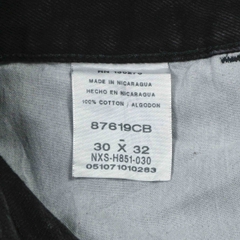 MADE IN NICARAGUA
HECHO EN NICARAGUA
100% COTTON / ALGODON
87619CB
-
30 X 32
NXS-H851-030
051071010263